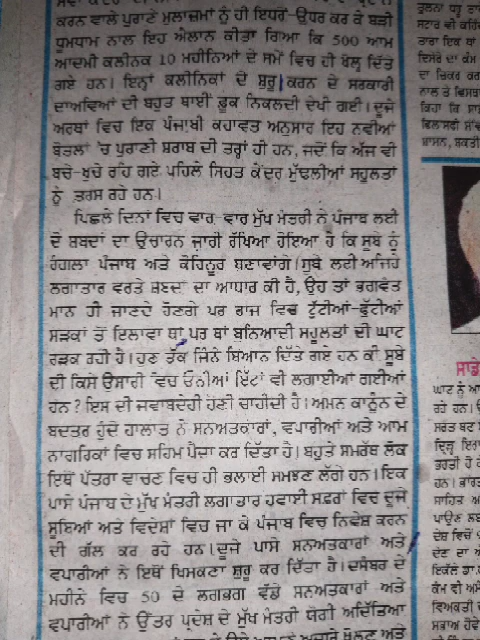 ਕਰਨ ਵਾਲੇ ਪੁਰਾਣੇ ਮੁਲਾਜ਼ਮਾਂ ਨੂੰ ਹੀ ਇਧਰੋਂ-ਉਧਰ ਕਰ ਕੇ ਬੜੀ
ਧੂਮਧਾਮ ਨਾਲ ਇਹ ਐਲਾਨ ਕੀਤਾ ਗਿਆ ਕਿ 500 ਆਮ
ਆਦਮੀ ਕਲੀਨਕ 10 ਮਹੀਨਿਆਂ ਦੇ ਸਮੇਂ ਵਿਚ ਹੀ ਖੋਲ੍ਹ ਦਿੱਤੇ
ਗਏ ਹਨ। ਇਨ੍ਹਾਂ ਕਲੀਨਿਕਾਂ ਦੇ ਸ਼ੁਰੂ ਕਰਨ ਦੇ ਸਰਕਾਰੀ
ਦਾਅਵਿਆਂ ਦੀ ਬਹੁਤ ਥਾਈਂ ਫੂਕ ਨਿਕਲਦੀ ਦੇਖੀ ਗਈ। ਦੂਜੇ
ਅਰਥਾਂ ਵਿਚ ਇਕ ਪੰਜਾਬੀ ਕਹਾਵਤ ਅਨੁਸਾਰ ਇਹ ਨਵੀਆਂ
ਬੋਤਲਾਂ 'ਚ ਪੁਰਾਣੀ ਸ਼ਰਾਬ ਦੀ ਤਰ੍ਹਾਂ ਹੀ ਹਨ, ਜਦੋਂ ਕਿ ਅੱਜ ਵੀ
ਬਚੇ-ਖੁਚੇ ਰਹਿ ਗਏ ਪਹਿਲੇ ਸਿਹਤ ਕੇਂਦਰ ਮੁੱਢਲੀਆਂ ਸਹੂਲਤਾਂ
ਨੂੰ ਤਰਸ ਰਹੇ ਹਨ।
ਪਿਛਲੇ ਦਿਨਾਂ ਵਿਚ ਵਾਰ-ਵਾਰ ਮੁੱਖ ਮੰਤਰੀ ਨੇ ਪੰਜਾਬ ਲਈ
ਦੋ ਸ਼ਬਦਾਂ ਦਾ ਉਚਾਰਨ ਜਾਰੀ ਰੱਖਿਆ ਹੋਇਆ ਹੈ ਕਿ ਸੂਬੇ ਨੂੰ
ਰੰਗਲਾ ਪੰਜਾਬ ਅਤੇ ਕੋਹਿਨੂਰ ਬਣਾਵਾਂਗੇ। ਸੂਬੇ ਲਈ ਅਜਿਹੇ
ਲਗਾਤਾਰ ਵਰਤੇ ਸ਼ਬਦਾਂ ਦਾ ਆਧਾਰ ਕੀ ਹੈ, ਉਹ ਤਾਂ ਭਗਵੰਤ
ਮਾਨ ਹੀ ਜਾਣਦੇ ਹੋਣਗੇ ਪਰ ਰਾਜ ਵਿਚ ਟੁੱਟੀਆਂ-ਫੁੱਟੀਆਂ
ਸੜਕਾਂ ਤੋਂ ਇਲਾਵਾ ਥਾਂ ਪਰ ਥਾਂ ਬੁਨਿਆਦੀ ਸਹੂਲਤਾਂ ਦੀ ਘਾਟ
ਰੜਕ ਰਹੀ ਹੈ। ਹੁਣ ਤੱਕ ਜਿੰਨੇ ਬਿਆਨ ਦਿੱਤੇ ਗਏ ਹਨ ਕੀ ਸੂਬੇ
ਦੀ ਕਿਸੇ ਉਸਾਰੀ ਵਿਚ ਓਨੀਆਂ ਇੱਟਾਂ ਵੀ ਲਗਾਈਆਂ ਗਈਆਂ
ਹਨ? ਇਸ ਦੀ ਜਵਾਬਦੇਹੀ ਹੋਣੀ ਚਾਹੀਦੀ ਹੈ। ਅਮਨ ਕਾਨੂੰਨ ਦੇ
ਬਦਤਰ ਹੁੰਦੇ ਹਾਲਾਤ ਨੇ ਸਨਅਤਕਾਰਾਂ, ਵਪਾਰੀਆਂ ਅਤੇ ਆਮ
ਨਾਗਰਿਕਾਂ ਵਿਚ ਸਹਿਮ ਪੈਦਾ ਕਰ ਦਿੱਤਾ ਹੈ। ਬਹੁਤੇ ਸਮਰੱਥ ਲੋਕ
ਇਥੋਂ ਪੱਤਰਾ ਵਾਚਣ ਵਿਚ ਹੀ ਭਲਾਈ ਸਮਝਣ ਲੱਗੇ ਹਨ। ਇਕ
ਪਾਸੇ ਪੰਜਾਬ ਦੇ ਮੁੱਖ ਮੰਤਰੀ ਲਗਾਤਾਰ ਹਵਾਈ ਸਫ਼ਰਾਂ ਵਿਚ ਦੂਜੇ
ਸੂਬਿਆਂ ਅਤੇ ਵਿਦੇਸ਼ਾਂ ਵਿਚ ਜਾ ਕੇ ਪੰਜਾਬ ਵਿਚ ਨਿਵੇਸ਼ ਕਰਨ
ਦੀ ਗੱਲ ਕਰ ਰਹੇ ਹਨ। ਦੂਜੇ ਪਾਸੇ ਸਨਅਤਕਾਰਾਂ ਅਤੇ
ਵਪਾਰੀਆਂ ਨੇ ਇਥੋਂ ਖਿਸਕਣਾ ਸ਼ੁਰੂ ਕਰ ਦਿੱਤਾ ਹੈ। ਦਸੰਬਰ ਦੇ
ਮਹੀਨੇ ਵਿਚ 50 ਦੇ ਲਗਭਗ ਵੱਡੇ ਸਨਅਤਕਾਰਾਂ ਅਤੇ
ਵਪਾਰੀਆਂ ਨੇ ਉੱਤਰ ਪ੍ਰਦੇਸ਼ ਦੇ ਮੁੱਖ ਮੰਤਰੀ ਯੋਗੀ ਅਦਿੱਤਿਆ
ਸਾਡੇ
ਘਾਟ ਨੂੰ ਆ
ਰਹੇ ਹਨ।